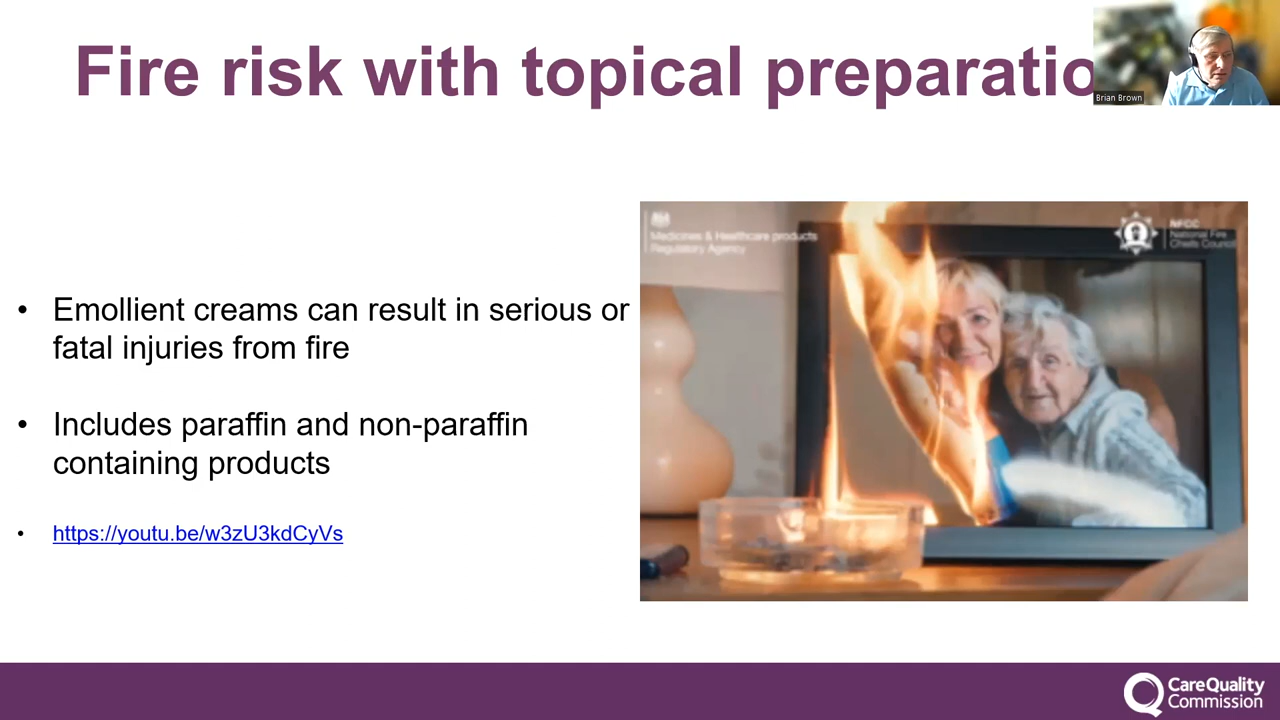 Fire risk with topical preparatio
Brian Brown
Medicines & Healthcare products
Regulatory Agency
NFCC
National Fire
Chiefs Council
• Emollient creams can result in serious or
fatal injuries from fire
• Includes paraffin and non-paraffin
containing products
• https://youtu.be/w3zU3kdCyVs
CareQuality
Commission